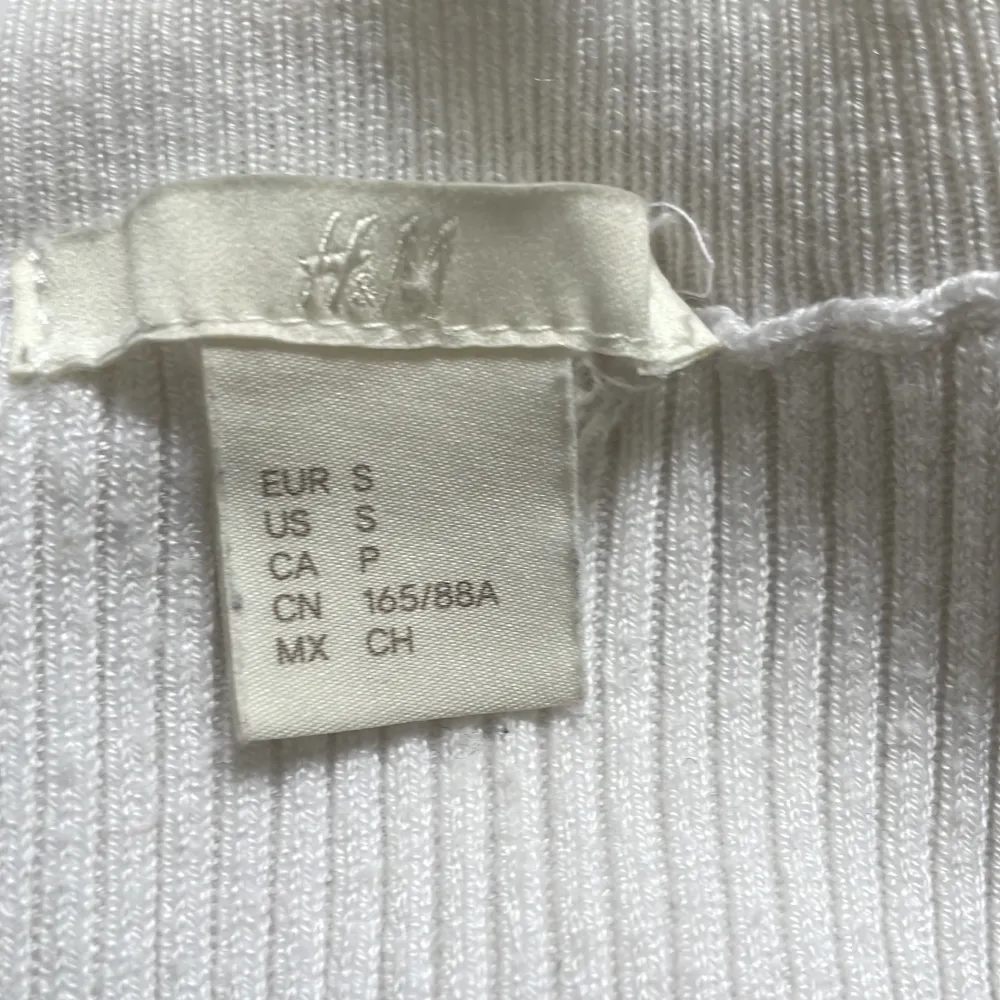 H&M
EUR S
US S
CA P
CN 165/88A
MX CH